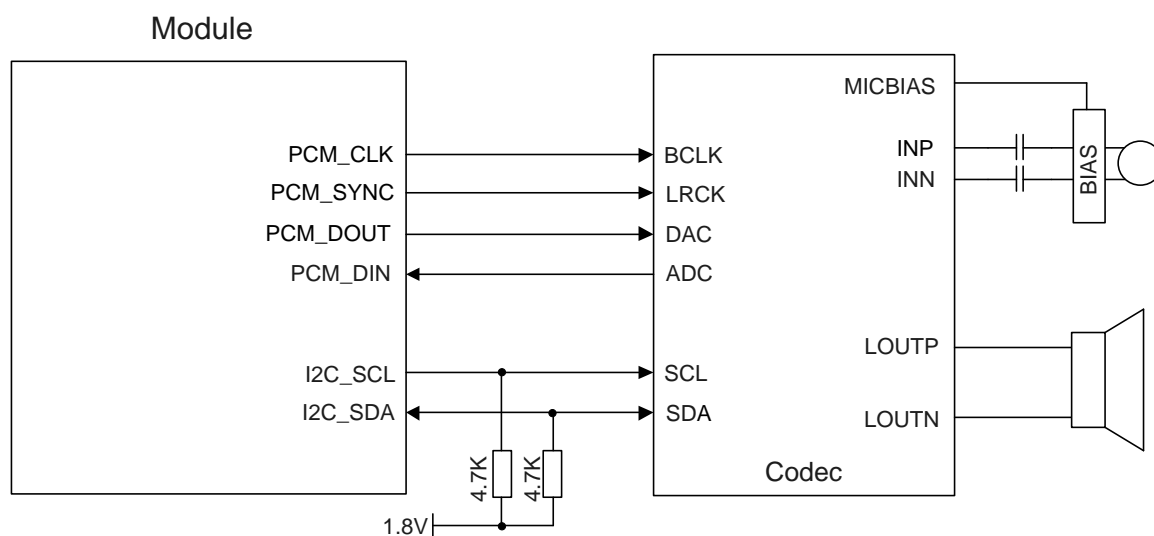 Module
PCM_CLK
PCM_SYNC
PCM_DOUT
PCM_DIN
I2C_SCL
I2C_SDA
4.7K
4.7K
1.8V
BCLK
LRCK
DAC
ADC
SCL
SDA
Codec
MICBIAS
INP
INN
LOUTP
LOUTN
BIAS